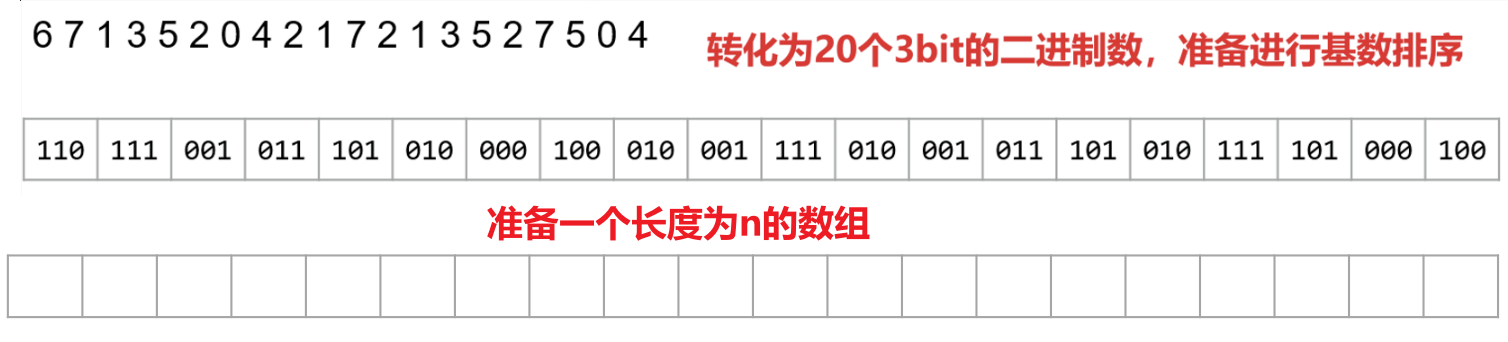 6 7 1 3 5 2 0 4 2 1 7 2 1 3 5 2 7 5 0 4
转化为20个3bit的二进制数，准备进行基数排序
110 111 001 011 101 010 000 100 010 001 111 010 001 011 101 010 111 101 000 100
准备一个长度为n的数组